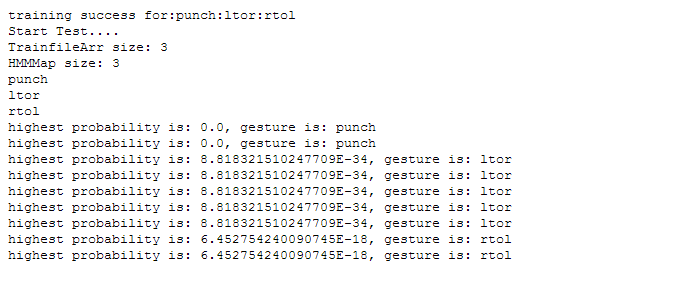 training success for:punch:ltor:rtol
Start Test....
TrainfileArr size: 3
HMMMap size: 3
punch
ltor
rtol
highest probability is: 0.0, gesture is: punch
highest probability is: 0.0, gesture is: punch
highest probability is: 8.818321510247709E-34, gesture is: ltor
highest probability is: 8.818321510247709E-34, gesture is: ltor
highest probability is: 8.818321510247709E-34, gesture is: ltor
highest probability is: 8.818321510247709E-34, gesture is: ltor
highest probability is: 8.818321510247709E-34, gesture is: ltor
highest probability is: 6.452754240090745E-18, gesture is: rtol
highest probability is: 6.452754240090745E-18, gesture is: rtol